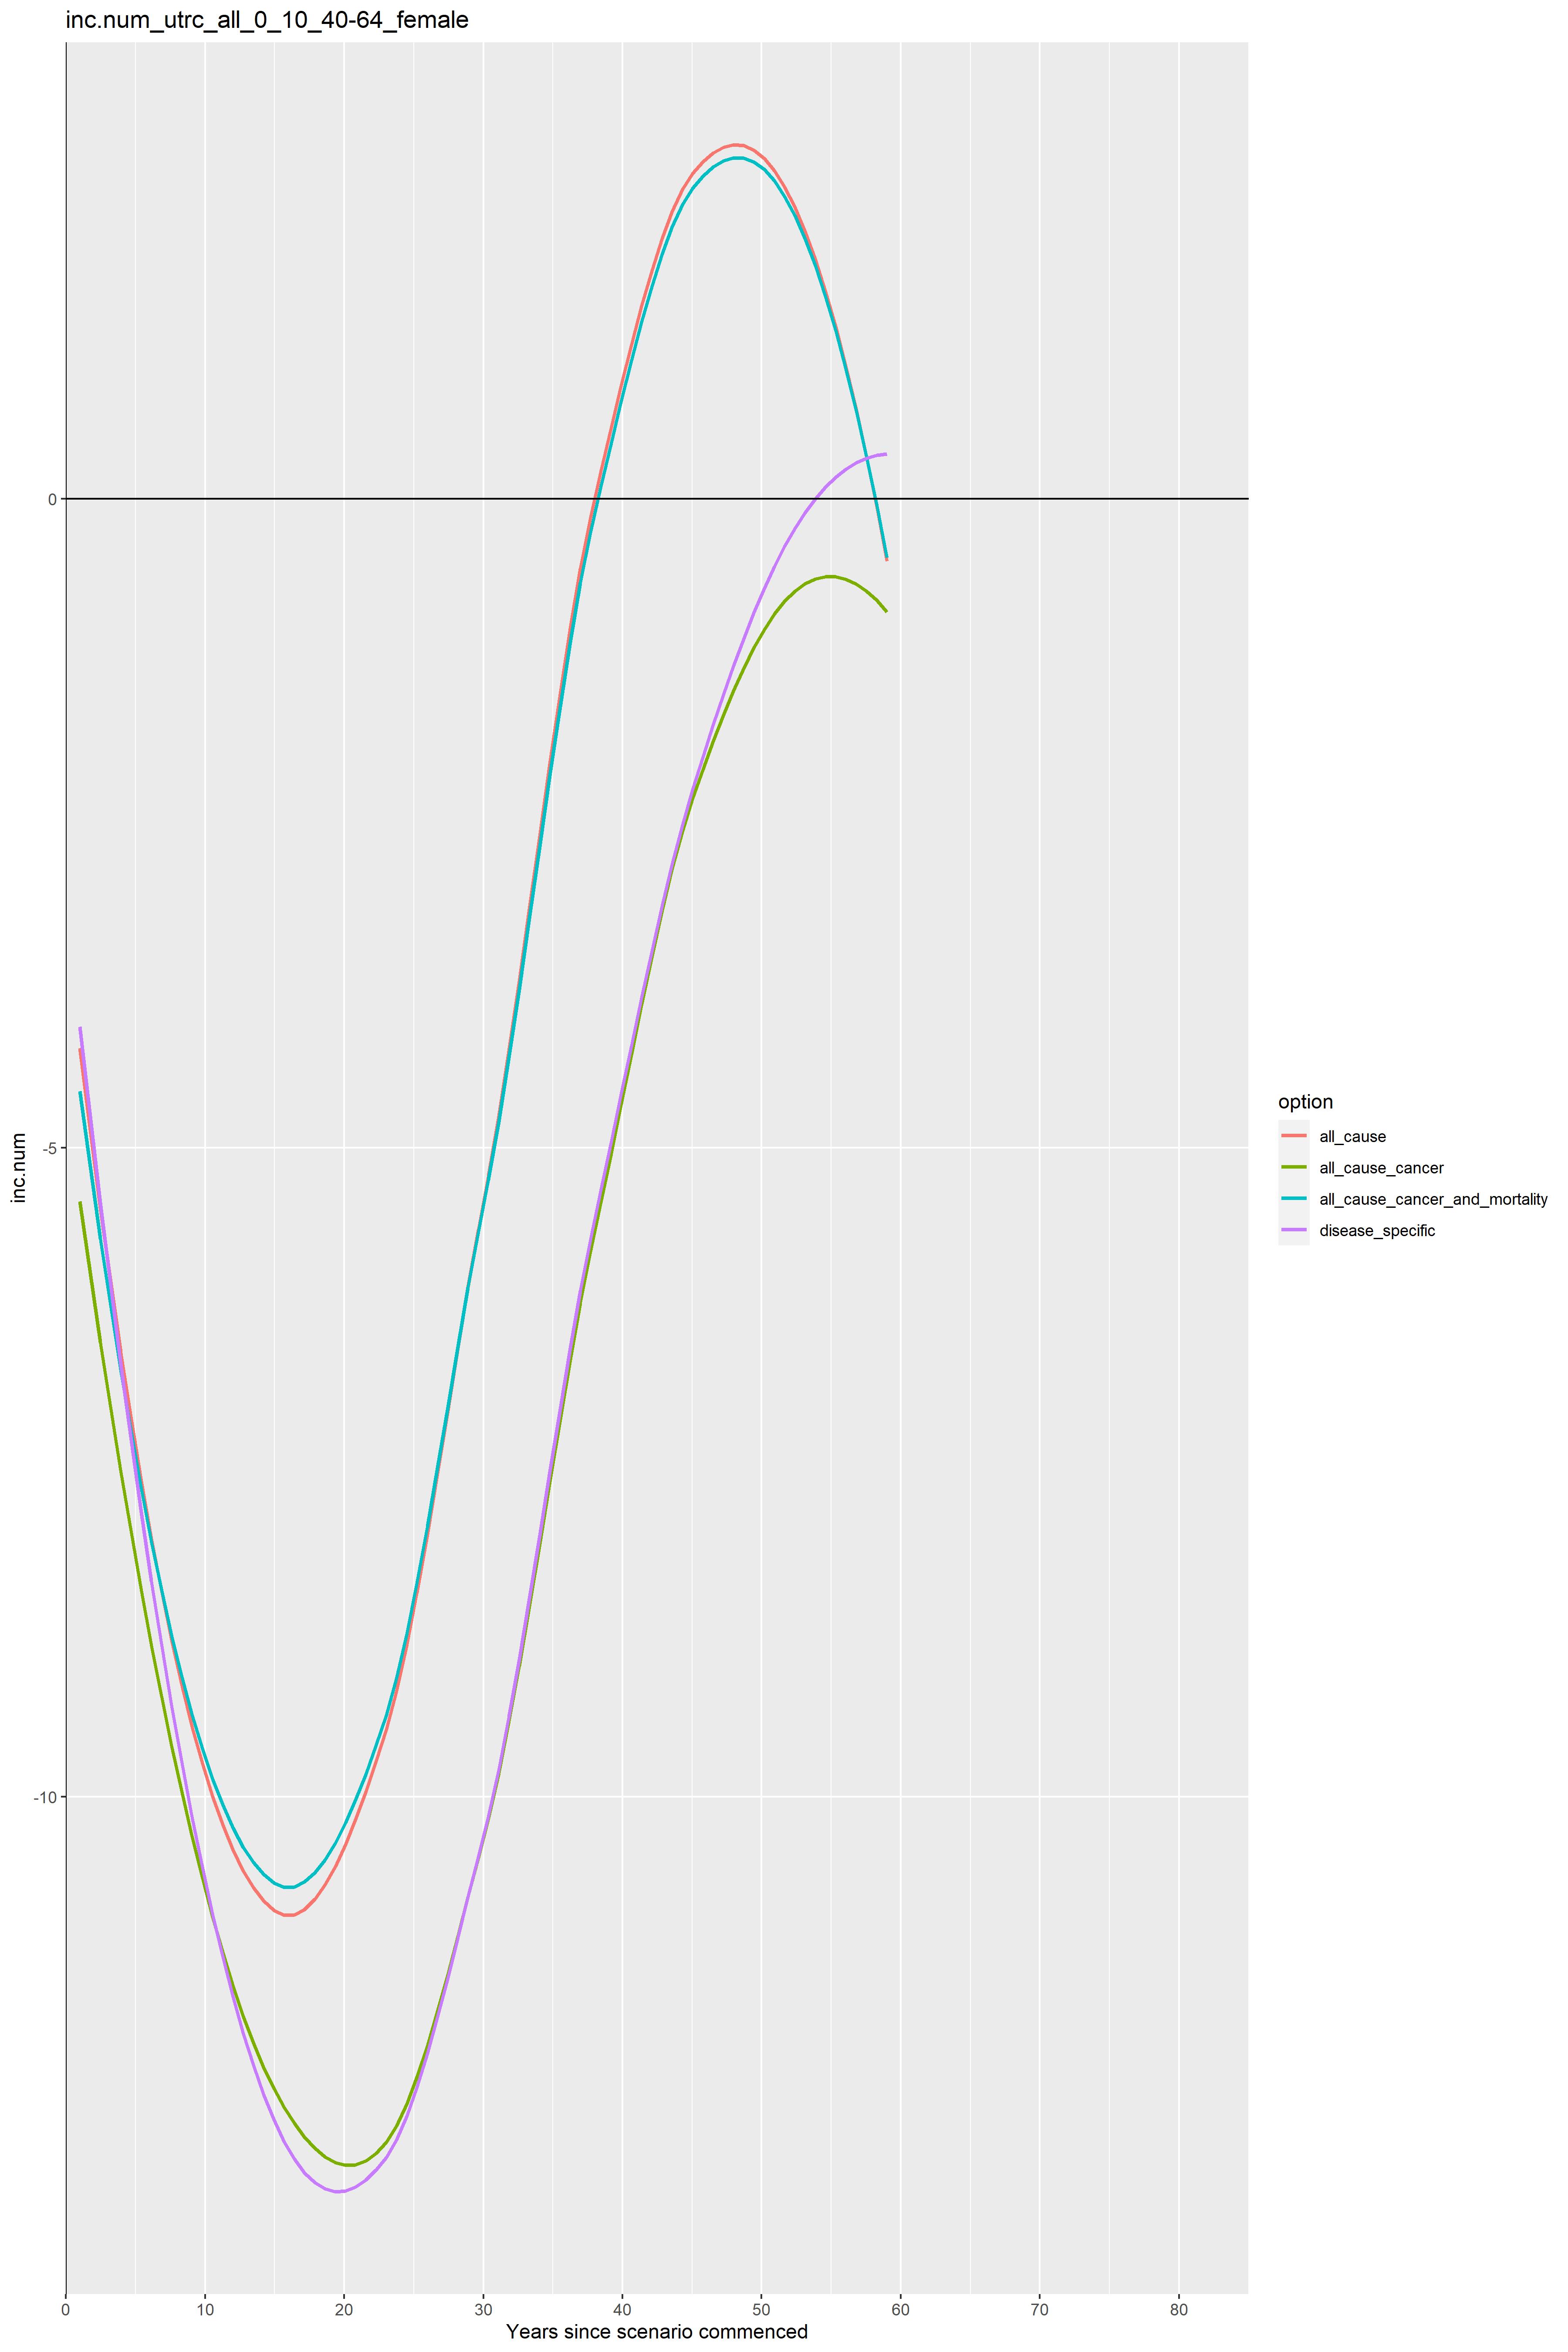 inc.num_utrc_all_0_10_40-64_female
inc.num
0
-5
-10
0 10 20 30 40 50 60 70 80
Years since scenario commenced
option
all_cause
all_cause_cancer
all_cause_cancer_and_mortality
disease_specific